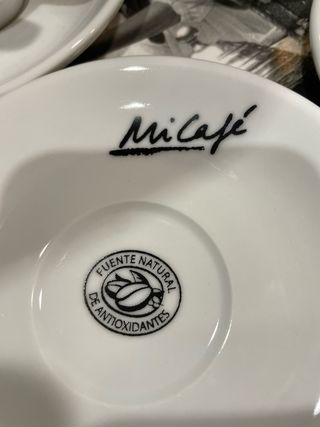 MiCafé
FUENTE NATURAL
DE ANTIOXIDANTES